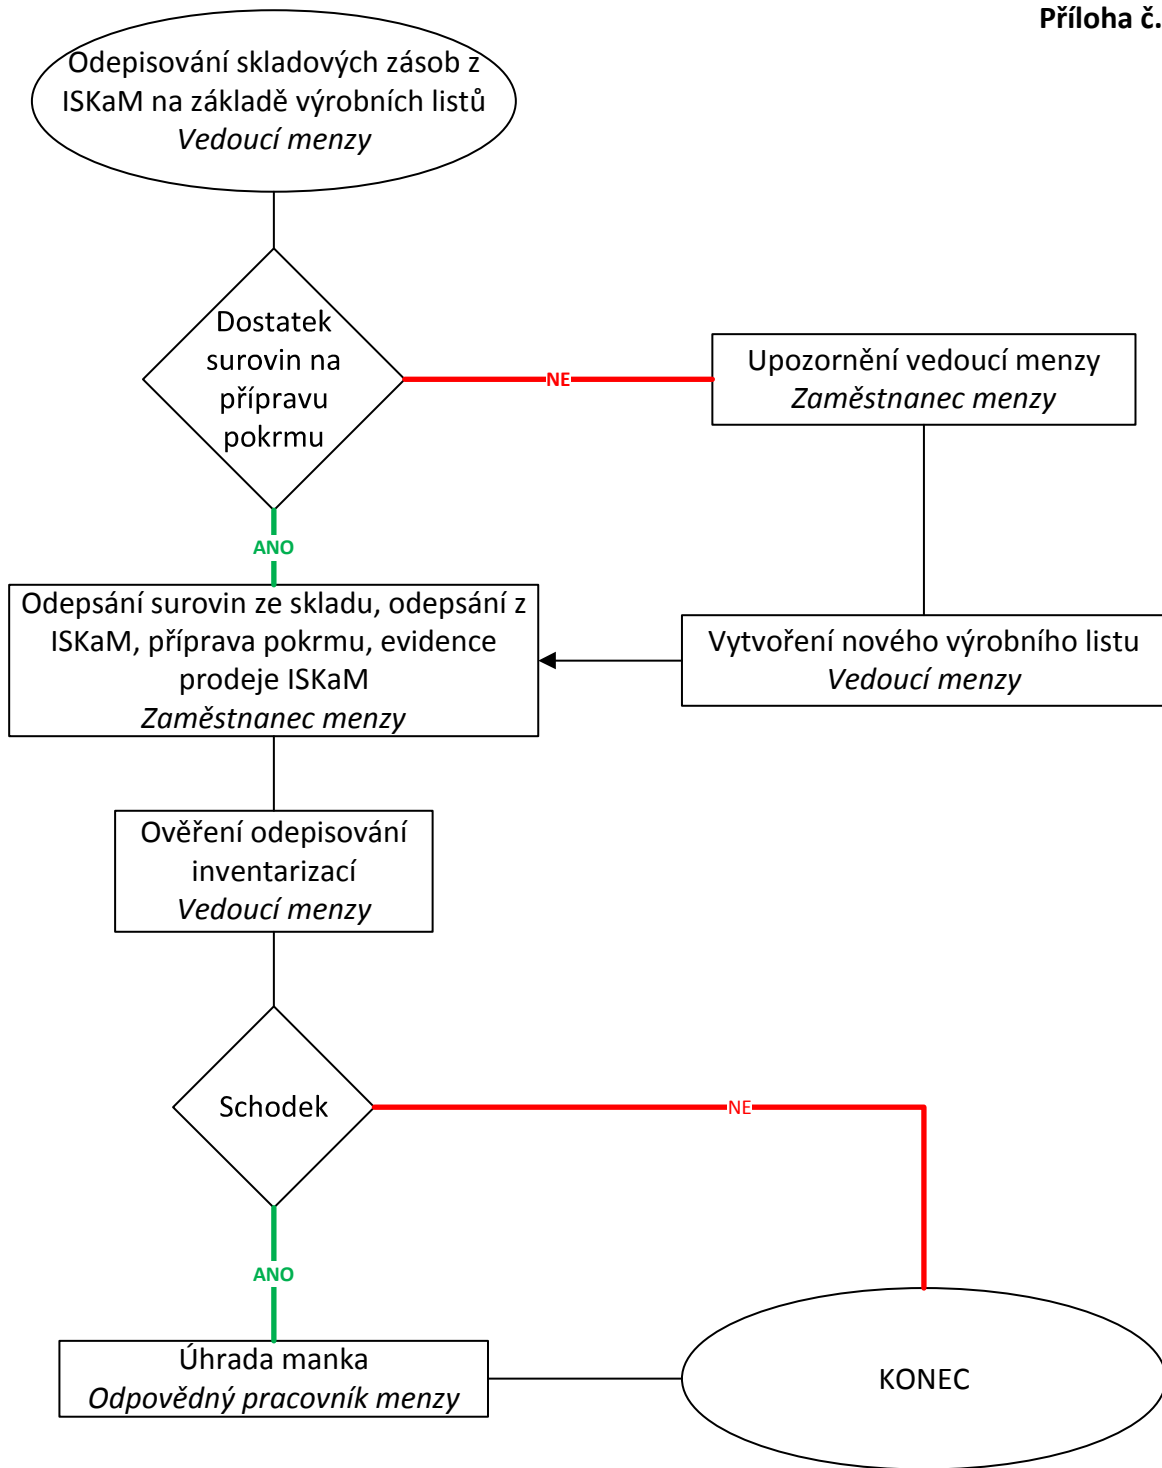 Příloha č.
Odepisování skladových zásob z
ISKaM na základě výrobních listů
Vedoucí menzy
Dostatek
surovin na
přípravu
pokrmu
NE
Upozornění vedoucí menzy
Zaměstnanec menzy
ANO
Odepsání surovin ze skladu, odepsání z
ISKaM, příprava pokrmu, evidence
prodeje ISKaM
Zaměstnanec menzy
Vytvoření nového výrobního listu
Vedoucí menzy
Ověření odepisování
inventarizací
Vedoucí menzy
Schodek
NE
ANO
Úhrada manka
Odpovědný pracovník menzy
KONEC